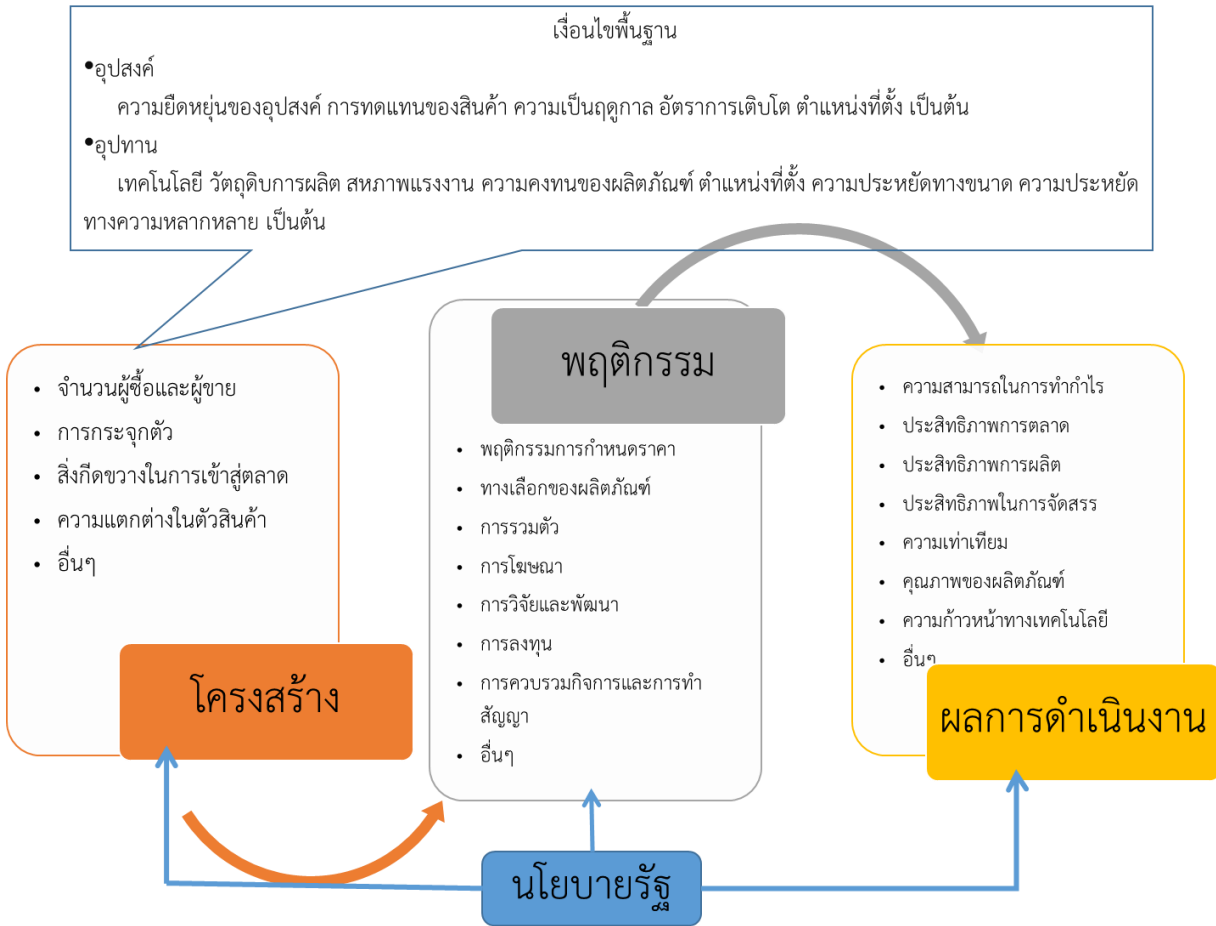 เงื่อนไขพื้นฐาน
•อุปสงค์
ความยืดหยุ่นของอุปสงค์ การทดแทนของสินค้า ความเป็นฤดูกาล อัตราการเติบโต ตำแหน่งที่ตั้ง เป็นต้น
•อุปทาน
เทคโนโลยี วัตถุดิบการผลิต สหภาพแรงงาน ความคงทนของผลิตภัณฑ์ ตำแหน่งที่ตั้ง ความประหยัดทางขนาด ความประหยัด
ทางความหลากหลาย เป็นต้น
• จำนวนผู้ซื้อและผู้ขาย
• การกระจุกตัว
• สิ่งกีดขวางในการเข้าสู่ตลาด
• ความแตกต่างในตัวสินค้า
• อื่นๆ
โครงสร้าง
พฤติกรรม
• พฤติกรรมการกำหนดราคา
• ทางเลือกของผลิตภัณฑ์
• การรวมตัว
• การโฆษณา
• การวิจัยและพัฒนา
• การลงทุน
• การควบรวมกิจการและการทำ
สัญญา
• อื่นๆ
• ความสามารถในการทำกำไร
• ประสิทธิภาพการตลาด
• ประสิทธิภาพการผลิต
• ประสิทธิภาพในการจัดสรร
• ความเท่าเทียม
• คุณภาพของผลิตภัณฑ์
• ความก้าวหน้าทางเทคโนโลยี
• อื่นๆ
ผลการดำเนินงาน
นโยบายรัฐ